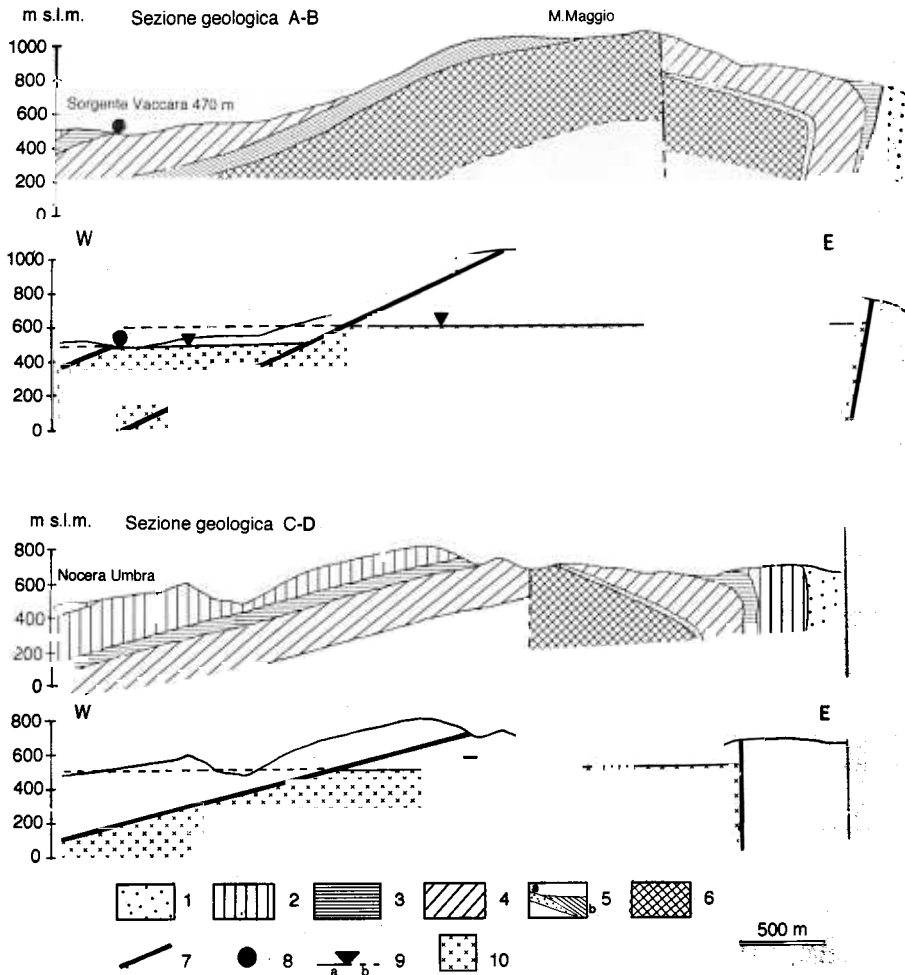 m s.l.m. Sezione geologica A-B M.Maggio
1000
800
Sorgente Vaccara 470 m
600
400
200
0
W E
1000
800
600
400
200
0
m s.l.m. Sezione geologica C-D
800
Nocera Umbra
600
400
200
0
W E
800
600
400
200
0
1 2 3 4 a b 5 6
500 m
7 8 a b 9 10